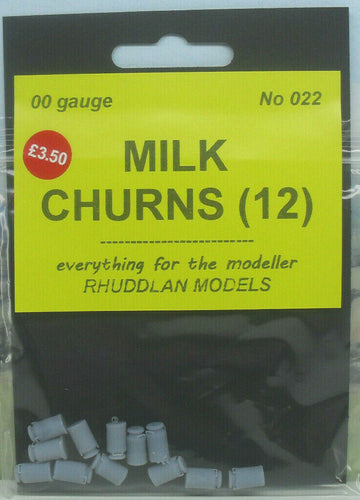 00 gauge No 022
£3.50
MILK
CHURNS (12)
--------------------------
everything for the modeller
RHUDDLAN MODELS